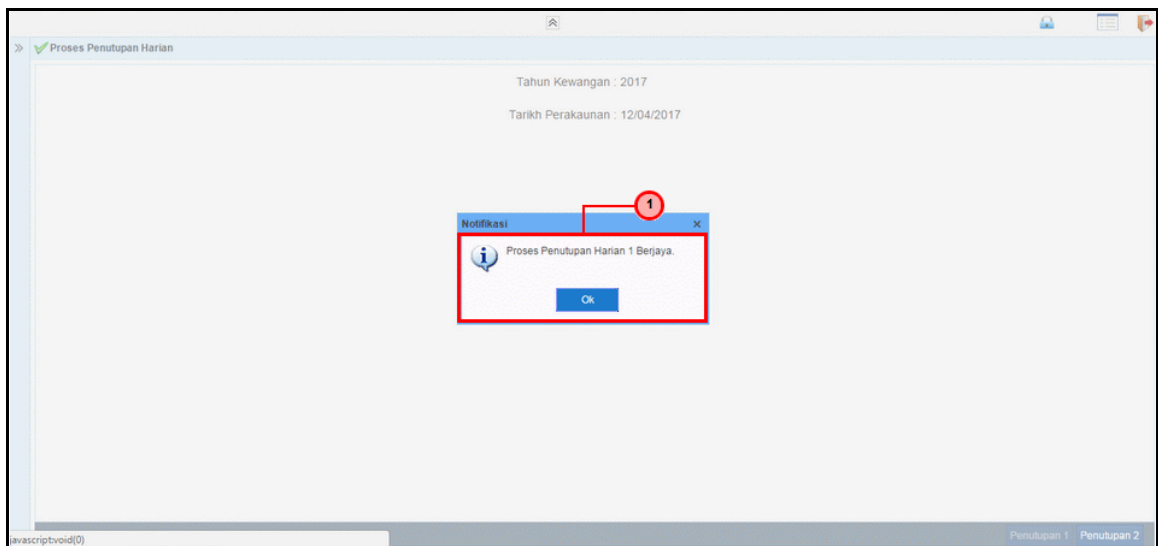 Proses Penutupan Harian
Tahun Kewangan : 2017
Tarikh Perakaunan : 12/04/2017
1
Notifikasi
Proses Penutupan Harian 1 Berjaya.
Ok
javascript:void(0)
Penutupan 1 Penutupan 2